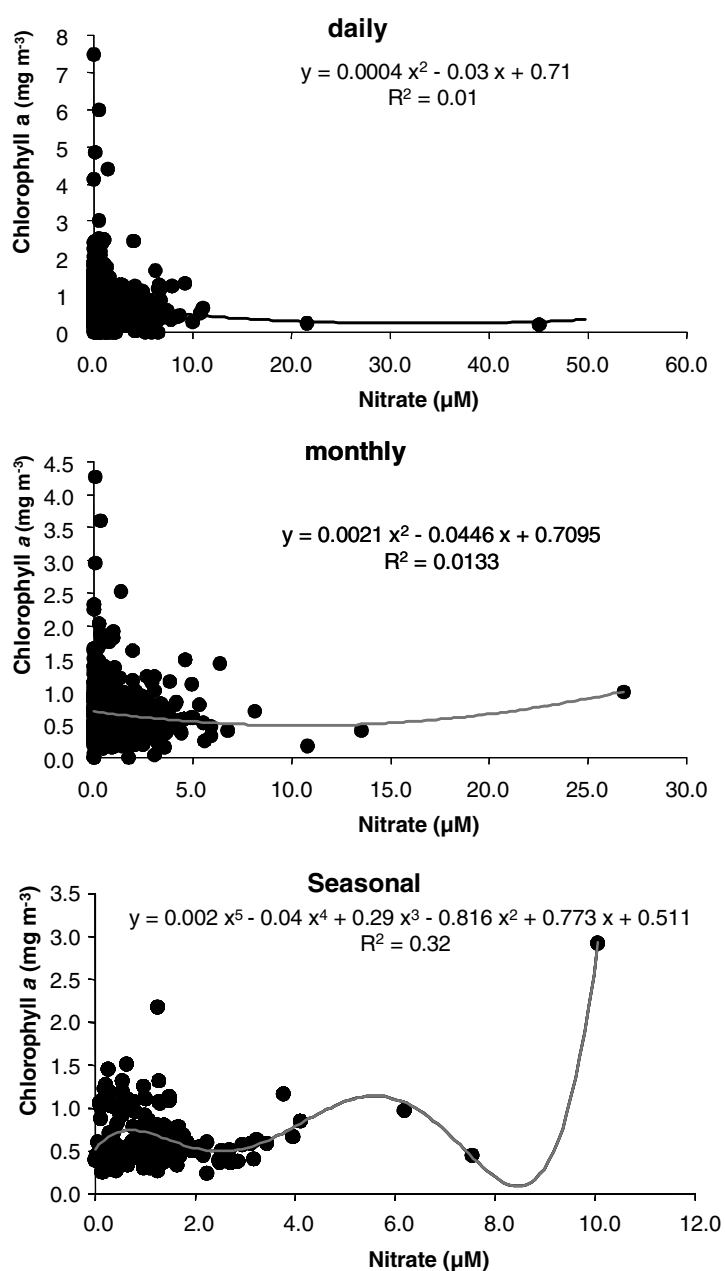 daily
y = 0.0004 x² - 0.03 x + 0.71
R² = 0.01
Chlorophyll a (mg m⁻³)
8
7
6
5
4
3
2
1
0
0.0 10.0 20.0 30.0 40.0 50.0 60.0
Nitrate (µM)
monthly
y = 0.0021 x² - 0.0446 x + 0.7095
R² = 0.0133
Chlorophyll a (mg m⁻³)
4.5
4.0
3.5
3.0
2.5
2.0
1.5
1.0
0.5
0.0
0.0 5.0 10.0 15.0 20.0 25.0 30.0
Nitrate (µM)
Seasonal
y = 0.002 x⁵ - 0.04 x⁴ + 0.29 x³ - 0.816 x² + 0.773 x + 0.511
R² = 0.32
Chlorophyll a (mg m⁻³)
3.5
3.0
2.5
2.0
1.5
1.0
0.5
0.0
0.0 2.0 4.0 6.0 8.0 10.0 12.0
Nitrate (µM)